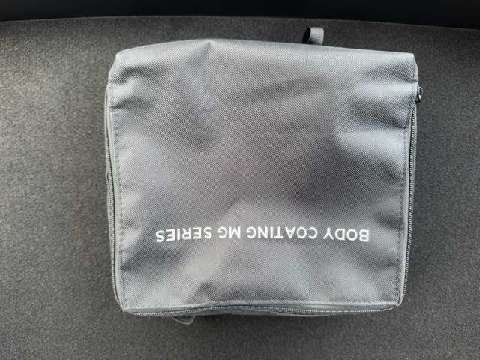 BODY COATING MG SERIES